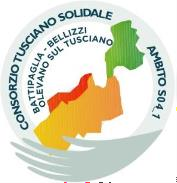 CONSORZIO TUSCIANO SOLIDALE
AMBITO S04.1
BATTIPAGLIA - BELLIZZI
OLEVANO SUL TUSCIANO